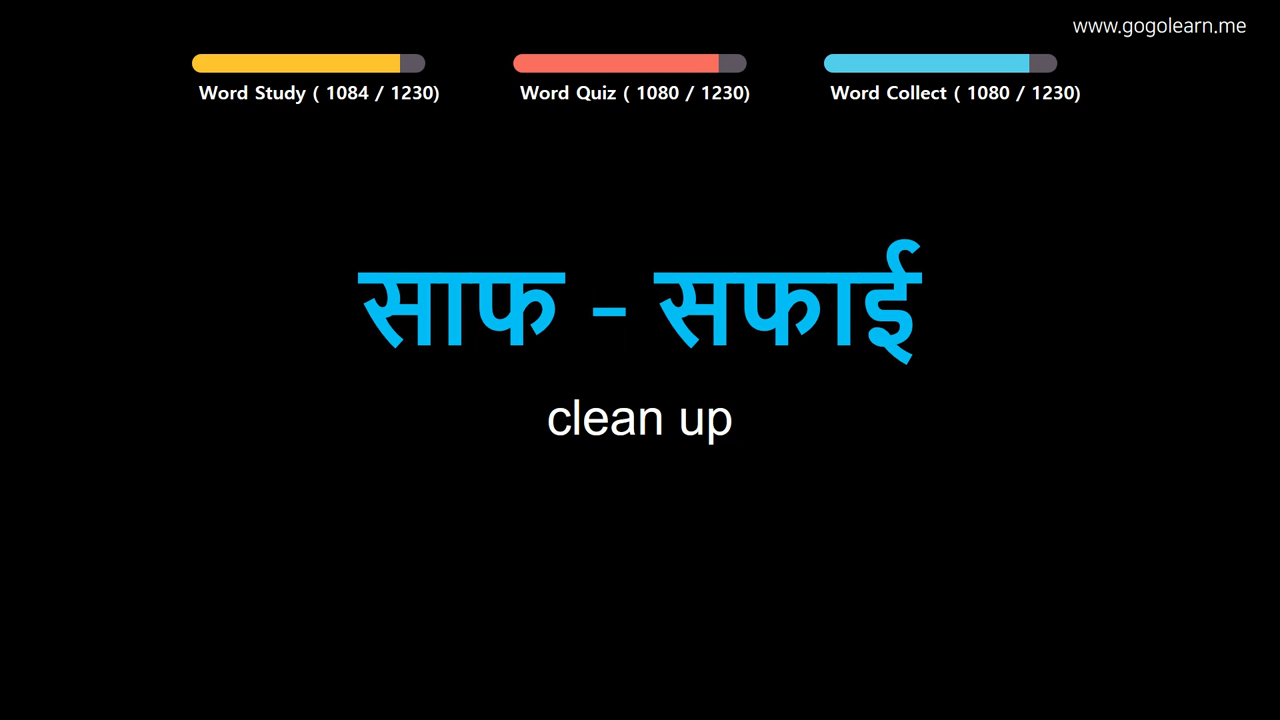 www.gogolearn.me
Word Study ( 1084 / 1230)
Word Quiz ( 1080 / 1230)
Word Collect ( 1080 / 1230)
साफ - सफाई
clean up